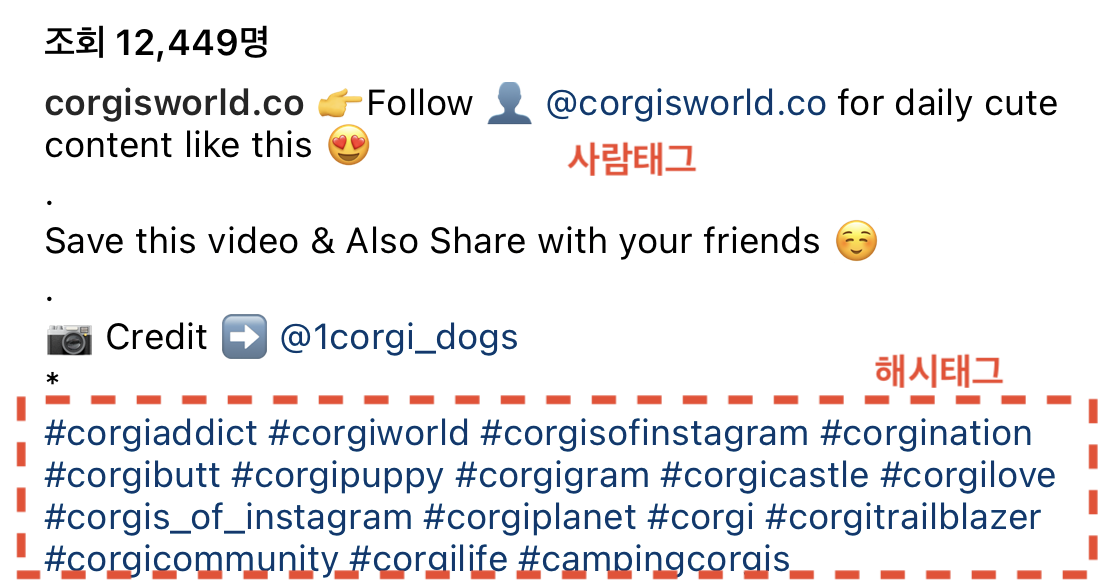 조회 12,449명
corgisworld.co 👉Follow 👤 @corgisworld.co for daily cute
content like this 😍
사람태그
.
Save this video & Also Share with your friends ☺️
.
📷 Credit ➡️ @1corgi_dogs
*
해시태그
#corgiaddict #corgiworld #corgisofinstagram #corgination
#corgibutt #corgipuppy #corgigram #corgicastle #corgilove
#corgis_of_instagram #corgiplanet #corgi #corgitrailblazer
#corgicommunity #corgilife #campingcorgis